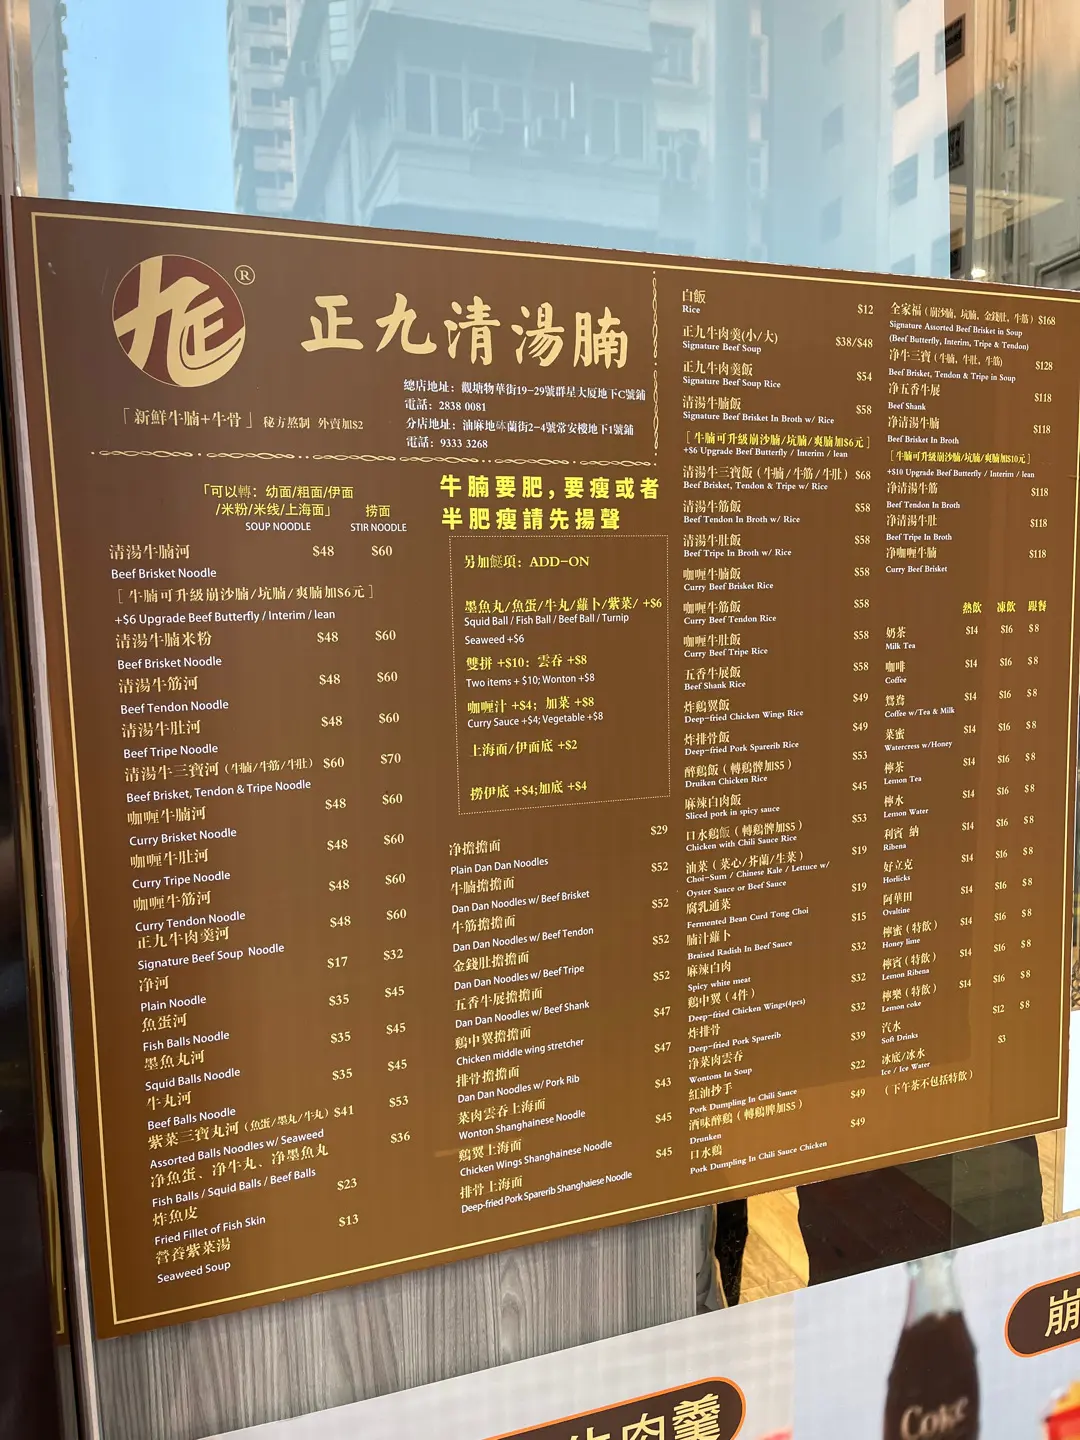 ®
正九清湯腩
「新鮮牛腩+牛骨」 秘方熬制 外賣加$2
總店地址：觀塘物華街19-29號群星大廈地下C號鋪
電話：2838 0081
分店地址：油麻地砵蘭街2-4號常安樓地下1號鋪
電話：9333 3268
「可以轉：幼面/粗面/伊面
/米粉/米线/上海面」 捞面
SOUP NOODLE STIR NOODLE
清湯牛腩河 $48 $60
Beef Brisket Noodle
[ 牛腩可升級崩沙腩/坑腩/爽腩加$6元 ]
+$6 Upgrade Beef Butterfly / Interim / lean
清湯牛腩米粉 $48 $60
Beef Brisket Noodle
清湯牛筋河 $48 $60
Beef Tendon Noodle
清湯牛肚河 $48 $60
Beef Tripe Noodle
清湯牛三寶河 (牛腩/牛筋/牛肚) $60 $70
Beef Brisket, Tendon & Tripe Noodle
咖喱牛腩河 $48 $60
Curry Brisket Noodle
咖喱牛肚河 $48 $60
Curry Tripe Noodle
咖喱牛筋河 $48 $60
Curry Tendon Noodle
正九牛肉羹河 $48 $60
Signature Beef Soup Noodle
净河 $17 $32
Plain Noodle
魚蛋河 $35 $45
Fish Balls Noodle
墨魚丸河 $35 $45
Squid Balls Noodle
牛丸河 $35 $45
Beef Balls Noodle
紫菜三寶丸河 (魚蛋/墨丸/牛丸) $41 $53
Assorted Balls Noodles w/ Seaweed
净魚蛋、净牛丸、净墨魚丸 $36
Fish Balls / Squid Balls / Beef Balls
炸魚皮 $23
Fried Fillet of Fish Skin
營養紫菜湯 $13
Seaweed Soup
牛腩要肥，要瘦或者
半肥瘦請先揚聲
另加餸項：ADD-ON
墨魚丸/魚蛋/牛丸/蘿卜/紫菜/ +$6
Squid Ball / Fish Ball / Beef Ball / Turnip
Seaweed +$6
雙拼 +$10；雲吞 +$8
Two items + $10; Wonton +$8
咖喱汁 +$4；加菜 +$8
Curry Sauce +$4; Vegetable +$8
上海面/伊面底 +$2
捞伊底 +$4;加底 +$4
净擔擔面 $29
Plain Dan Dan Noodles
牛腩擔擔面 $52
Dan Dan Noodles w/ Beef Brisket
牛筋擔擔面 $52
Dan Dan Noodles w/ Beef Tendon
金錢肚擔擔面 $52
Dan Dan Noodles w/ Beef Tripe
五香牛展擔擔面 $52
Dan Dan Noodles w/ Beef Shank
鷄中翼擔擔面 $47
Chicken middle wing stretcher
排骨擔擔面 $47
Dan Dan Noodles w/ Pork Rib
菜肉雲吞上海面 $43
Wonton Shanghainese Noodle
鷄翼上海面 $45
Chicken Wings Shanghainese Noodle
排骨上海面 $45
Deep-fried Pork Sparerib Shanghaiese Noodle
白飯 $12
Rice
正九牛肉羹(小/大) $38/$48
Signature Beef Soup
正九牛肉羹飯 $54
Signature Beef Soup Rice
清湯牛腩飯 $58
Signature Beef Brisket In Broth w/ Rice
[ 牛腩可升級崩沙腩/坑腩/爽腩加$6元 ]
+$6 Upgrade Beef Butterfly / Interim / lean
清湯牛三寶飯 (牛腩/牛筋/牛肚) $68
Beef Brisket, Tendon & Tripe w/ Rice
清湯牛筋飯 $58
Beef Tendon In Broth w/ Rice
清湯牛肚飯 $58
Beef Tripe In Broth w/ Rice
咖喱牛腩飯 $58
Curry Beef Brisket Rice
咖喱牛筋飯 $58
Curry Beef Tendon Rice
咖喱牛肚飯 $58
Curry Beef Tripe Rice
五香牛展飯 $58
Beef Shank Rice
炸鷄翼飯 $49
Deep-fried Chicken Wings Rice
炸排骨飯 $49
Deep-fried Pork Sparerib Rice
醉鷄飯 (轉鷄髀加$5) $53
Druiken Chicken Rice
麻辣白肉飯 $45
Sliced pork in spicy sauce
口水鷄飯 (轉鷄髀加$5) $53
Chicken with Chili Sauce Rice
油菜 (菜心/芥蘭/生菜) $19
Choi-Sum / Chinese Kale / Lettuce w/
Oyster Sauce or Beef Sauce
腐乳通菜 $19
Fermented Bean Curd Tong Choi
腩汁蘿卜 $15
Braised Radish In Beef Sauce
麻辣白肉 $32
Spicy white meat
鷄中翼 (4件) $32
Deep-fried Chicken Wings(4pcs)
炸排骨 $32
Deep-fried Pork Sparerib
净菜肉雲吞 $39
Wontons In Soup
紅油抄手 $22
Pork Dumpling In Chili Sauce
酒味醉鷄 (轉鷄髀加$5) $49
Drunken
口水鷄 $49
Pork Dumpling In Chili Sauce Chicken
全家福 (崩沙腩, 坑腩, 金錢肚, 牛筋) $168
Signature Assorted Beef Brisket in Soup
(Beef Butterfly, Interim, Tripe & Tendon)
净牛三寶 (牛腩, 牛肚, 牛筋) $128
Beef Brisket, Tendon & Tripe in Soup
净五香牛展 $118
Beef Shank
净清湯牛腩 $118
Beef Brisket In Broth
[ 牛腩可升級崩沙腩/坑腩/爽腩加$10元 ]
+$10 Upgrade Beef Butterfly / Interim / lean
净清湯牛筋 $118
Beef Tendon In Broth
净清湯牛肚 $118
Beef Tripe In Broth
净咖喱牛腩 $118
Curry Beef Brisket
熱飲 凍飲 跟餐
奶茶 $14 $16 $8
Milk Tea
咖啡 $14 $16 $8
Coffee
鴛鴦 $14 $16 $8
Coffee w/Tea & Milk
菜蜜 $14 $16 $8
Watercress w/Honey
檸茶 $14 $16 $8
Lemon Tea
檸水 $14 $16 $8
Lemon Water
利賓 納 $14 $16 $8
Ribena
好立克 $14 $16 $8
Horlicks
阿華田 $14 $16 $8
Ovaltine
檸蜜 (特飲) $14 $16 $8
Honey lime
檸賓 (特飲) $14 $16 $8
Lemon Ribena
檸樂 (特飲) $14 $16 $8
Lemon coke
汽水 $12 $8
Soft Drinks
冰底/冰水 $3
Ice / Ice Water
(下午茶不包括特飲)
崩
牛肉羹
Coke